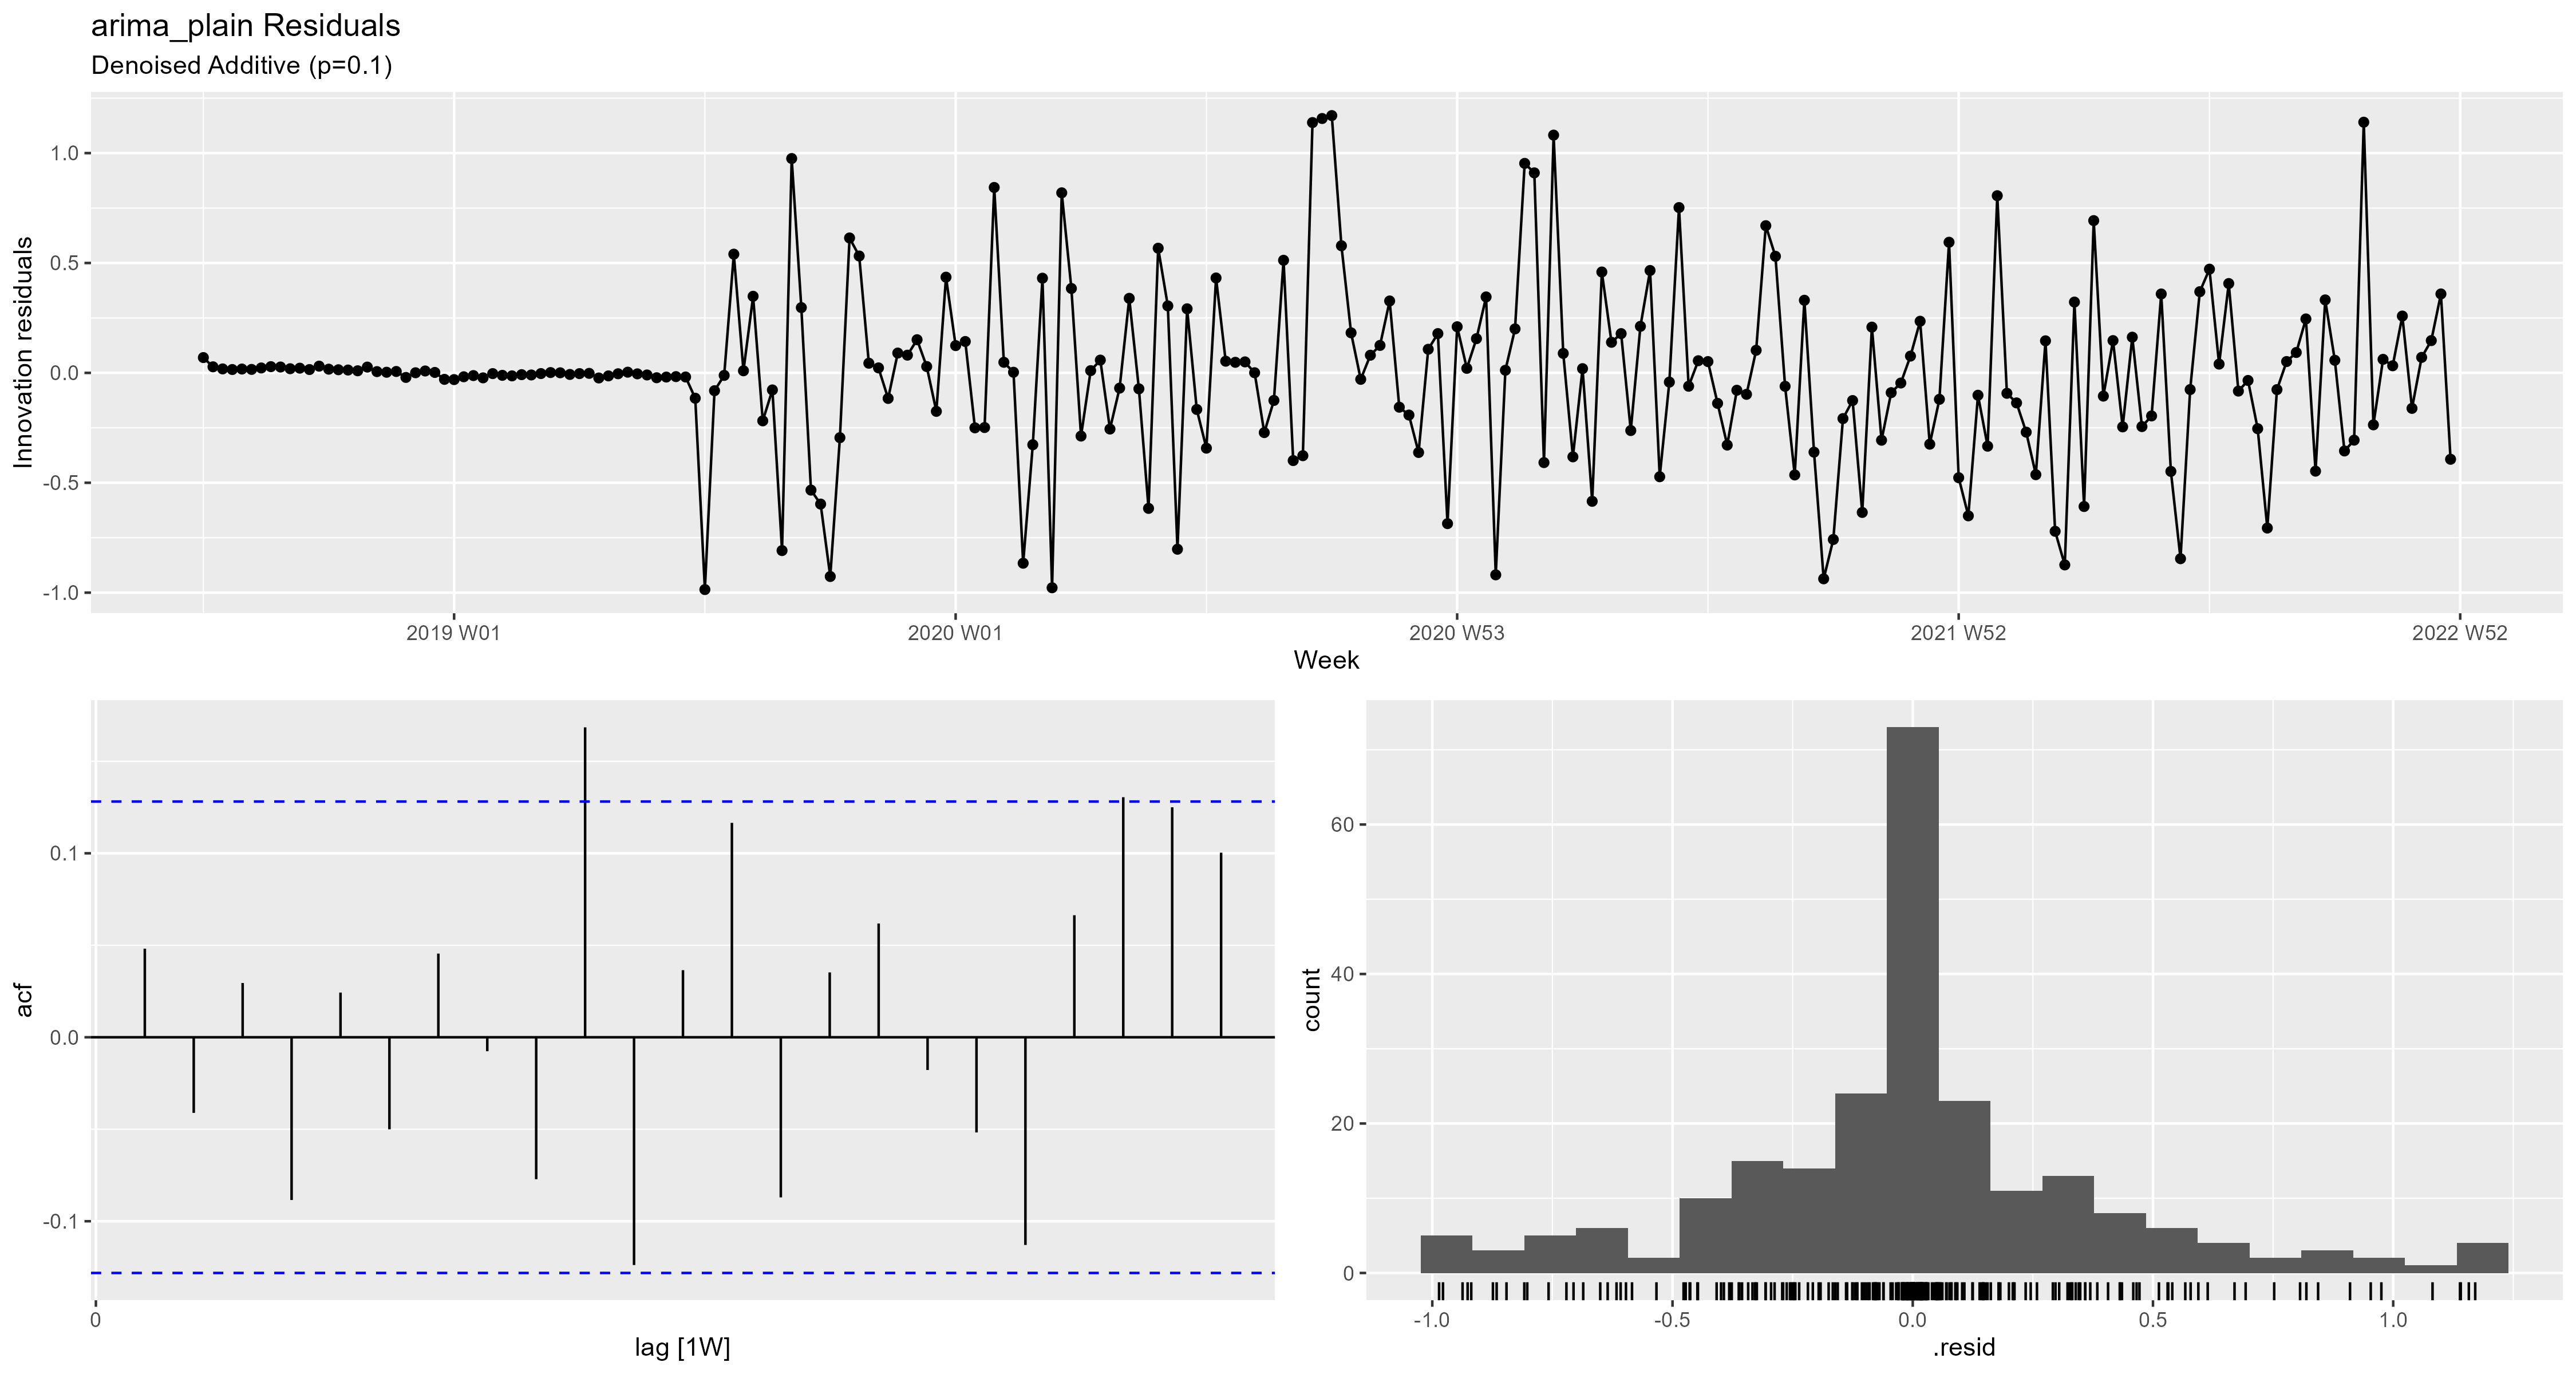 arima_plain Residuals
Denoised Additive (p=0.1)
Innovation residuals
1.0
0.5
0.0
-0.5
-1.0
2019 W01
2020 W01
2020 W53
2021 W52
2022 W52
Week
acf
0.1
0.0
-0.1
0
lag [1W]
count
60
40
20
0
-1.0
-0.5
0.0
0.5
1.0
.resid